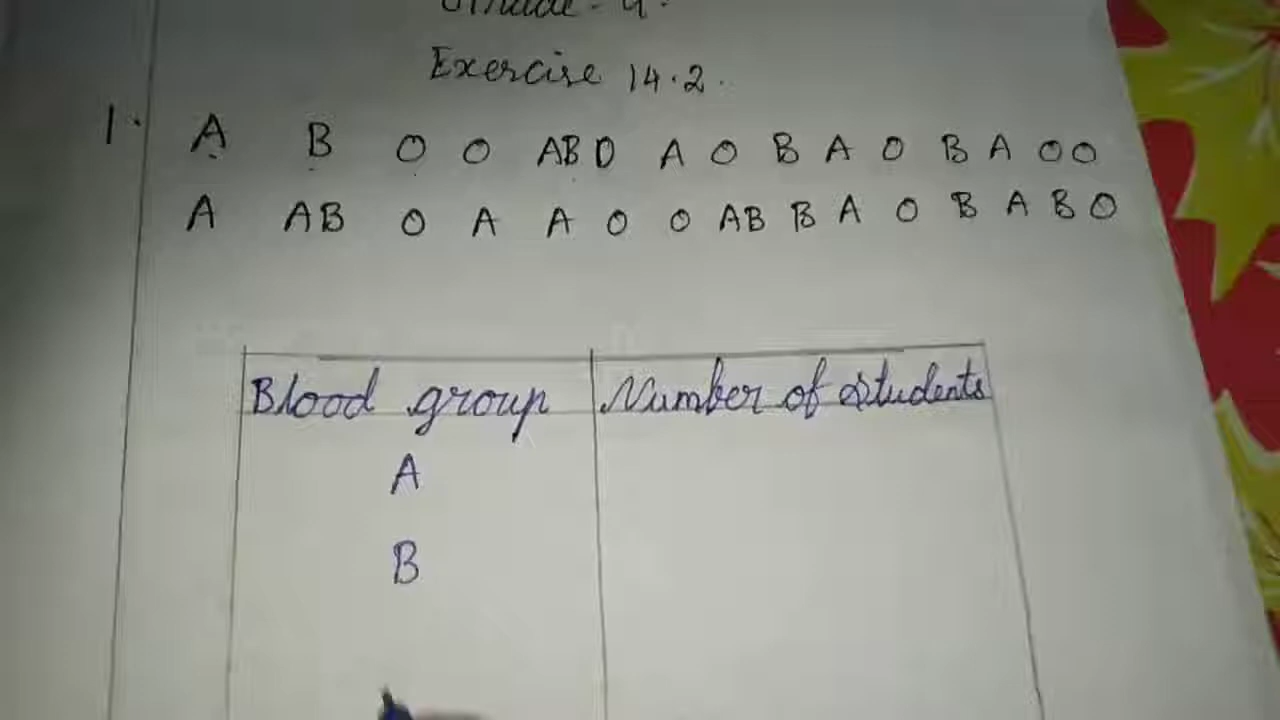 Exercise 14.2.
1. A B O O AB O A O B A O B A O O
A AB O A A O O AB B A O B A B O
Blood group Number of students
A
B